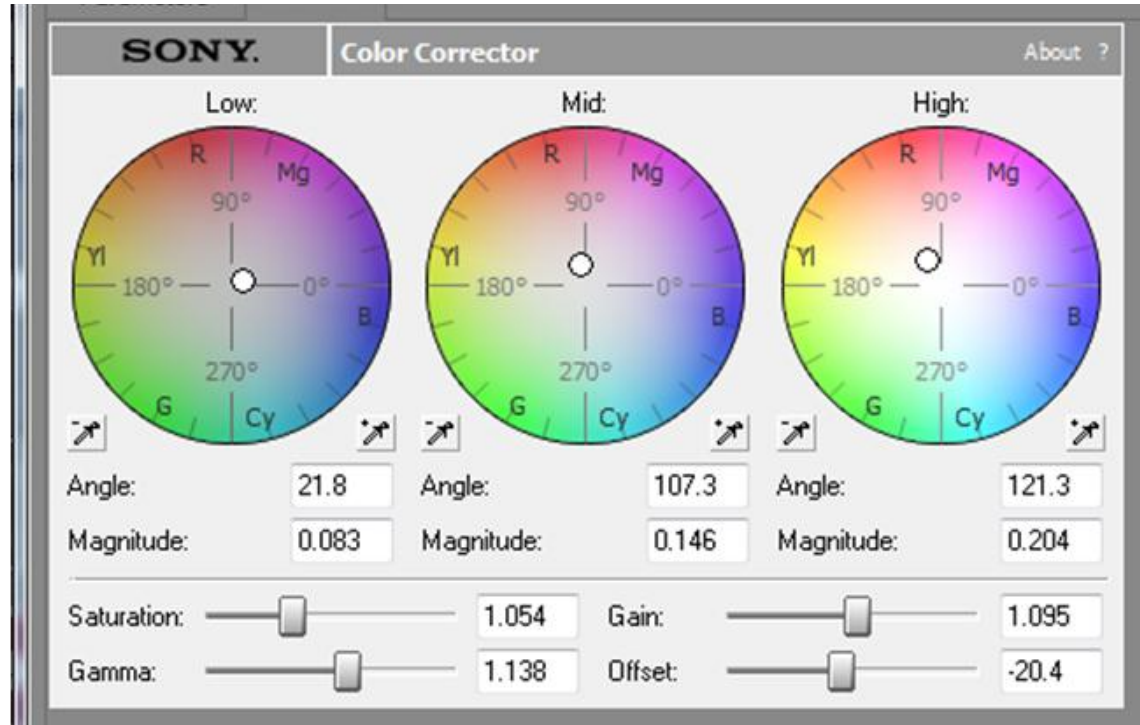 Parameters
SONY. Color Corrector About ?
Low: Mid: High:
R Mg R Mg R Mg
90° 90° 90°
Yl Yl Yl
180° 0° 180° 0° 180° 0°
B B B
270° 270° 270°
G Cy G Cy G Cy
Angle: 21.8 Angle: 107.3 Angle: 121.3
Magnitude: 0.083 Magnitude: 0.146 Magnitude: 0.204
Saturation: 1.054 Gain: 1.095
Gamma: 1.138 Offset: -20.4